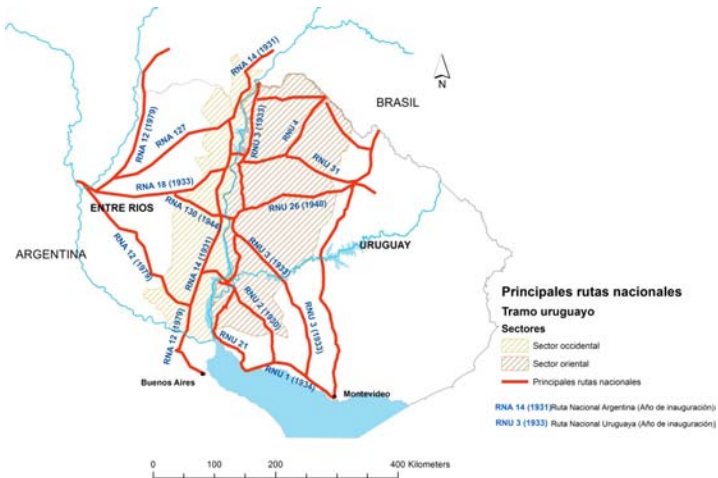 RNA 14 (1931)
N
BRASIL
RNA 12 (1979)
RNA 127
RNU 3 (1933)
RNU 4
RNU 31
RNA 18 (1933)
ENTRE RIOS
RNA 130 (1944)
RNU 26 (1940)
ARGENTINA
RNA 12 (1979)
RNA 14 (1931)
RNU 3 (1933)
URUGUAY
RNU 2 (1930)
RNU 3 (1933)
RNA 12 (1979)
RNU 21
RNU 1 (1934)
Buenos Aires
Montevideo
Principales rutas nacionales
Tramo uruguayo
Sectores
Sector occidental
Sector oriental
Principales rutas nacionales
RNA 14 (1931) Ruta Nacional Argentina (Año de inauguración)
RNU 3 (1933) Ruta Nacional Uruguaya (Año de inauguración)
0 100 200 400 Kilometers